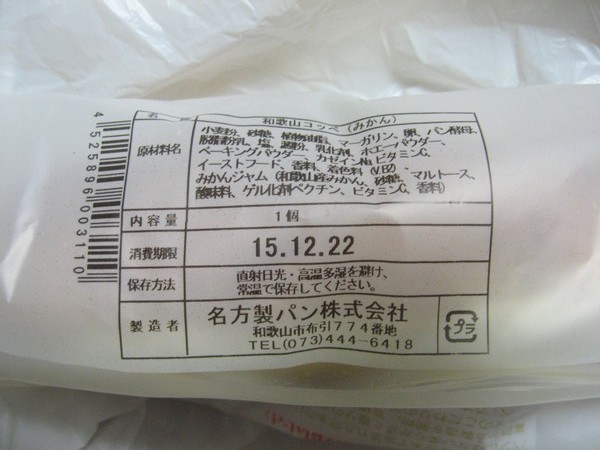 名 和歌山コッペ(みかん)
原材料名
小麦粉、砂糖、植物油脂、マーガリン、卵、パン酵母、
脱脂粉乳、塩、澱粉、乳化剤、ホエーパウダー、
ベーキングパウダー、カゼインNa、ビタミンC、
イーストフード、香料、着色料(V.B2)
みかんジャム(和歌山産みかん、砂糖、マルトース、
酸味料、ゲル化剤ペクチン、ビタミンC、香料)
内容量 1個
消費期限 15.12.22
保存方法
直射日光・高温多湿を避け、
常温で保存してください。
製造者
名方製パン株式会社
和歌山市布引774番地
TEL(073)444-6418
プラ
4525896003110